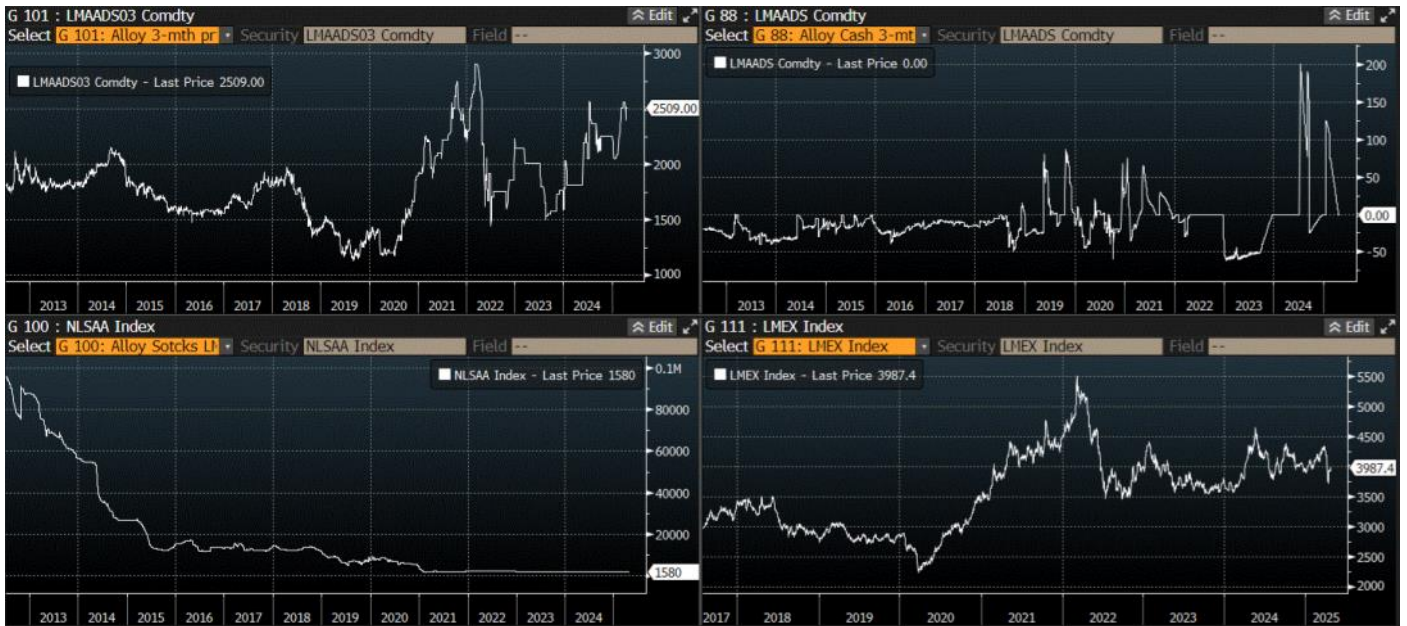 G 101 : LMAADS03 Comdty
Edit
Select G 101: Alloy 3-mth pr Security LMAADS03 Comdty Field --
LMAADS03 Comdty - Last Price 2509.00
3000
2509.00
2000
1500
1000
2013 2014 2015 2016 2017 2018 2019 2020 2021 2022 2023 2024
G 88 : LMAADS Comdty
Edit
Select G 88: Alloy Cash 3-mt Security LMAADS Comdty Field --
LMAADS Comdty - Last Price 0.00
200
150
100
50
0.00
-50
2013 2014 2015 2016 2017 2018 2019 2020 2021 2022 2023 2024
G 100 : NLSAA Index
Edit
Select G 100: Alloy Sotcks LM Security NLSAA Index Field --
NLSAA Index - Last Price 1580
0.1M
80000
60000
40000
20000
1580
2013 2014 2015 2016 2017 2018 2019 2020 2021 2022 2023 2024
G 111 : LMEX Index
Edit
Select G 111: LMEX Index Security LMEX Index Field --
LMEX Index - Last Price 3987.4
5500
5000
4500
3987.4
3500
3000
2500
2000
2017 2018 2019 2020 2021 2022 2023 2024 2025